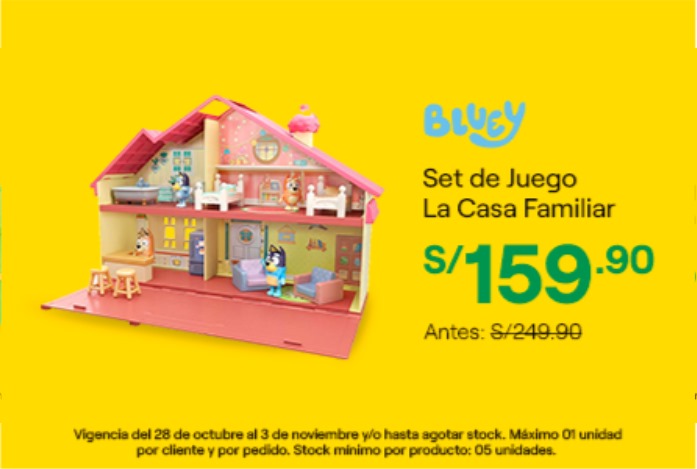 BLUEY
Set de Juego
La Casa Familiar
S/159.90
Antes: S/249.90
Vigencia del 28 de octubre al 3 de noviembre y/o hasta agotar stock. Máximo 01 unidad
por cliente y por pedido. Stock mínimo por producto: 05 unidades.